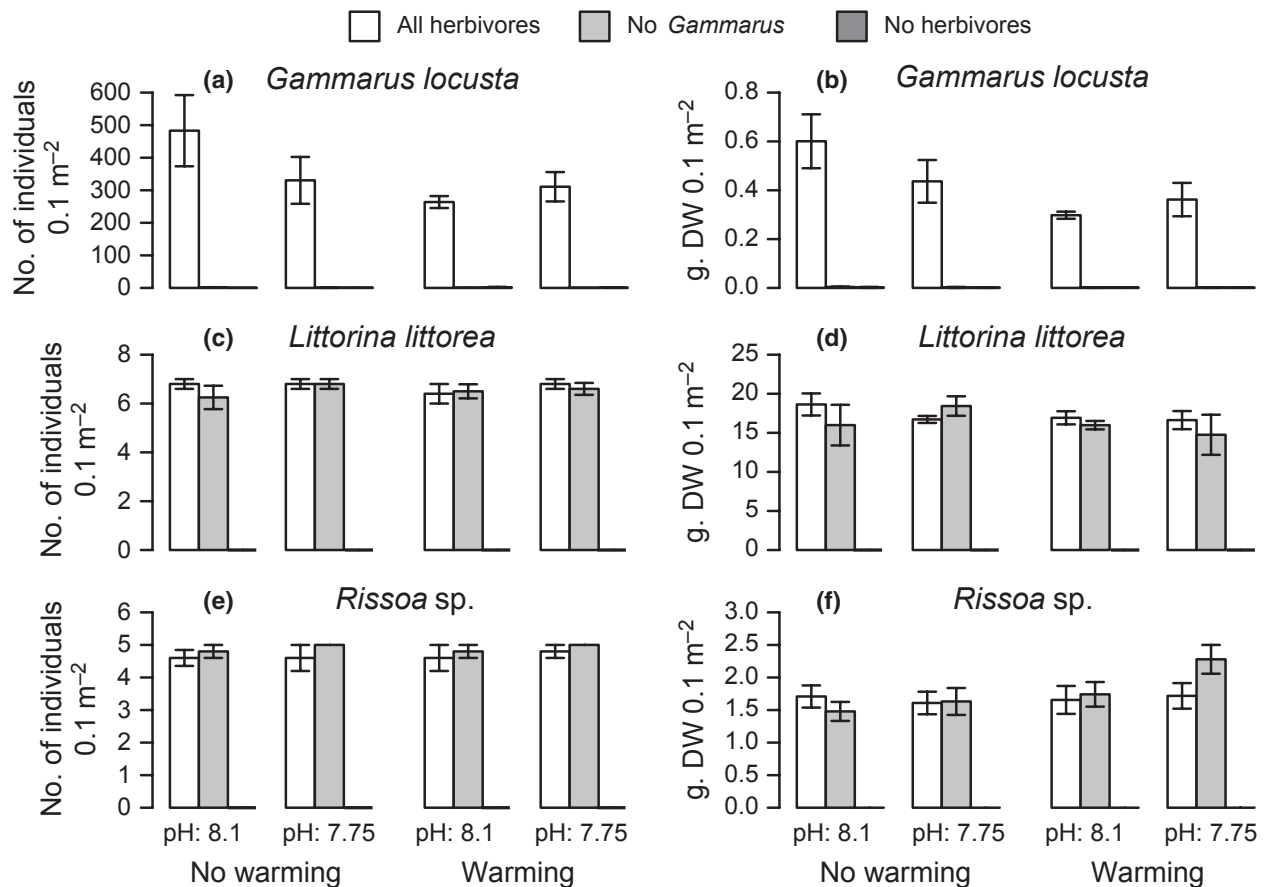 All herbivores No Gammarus No herbivores
(a) Gammarus locusta
No. of individuals
0.1 m⁻²
600
500
400
300
200
100
0
(b) Gammarus locusta
g. DW 0.1 m⁻²
0.8
0.6
0.4
0.2
0.0
(c) Littorina littorea
No. of individuals
0.1 m⁻²
8
6
4
2
0
(d) Littorina littorea
g. DW 0.1 m⁻²
25
20
15
10
5
0
(e) Rissoa sp.
No. of individuals
0.1 m⁻²
6
5
4
3
2
1
0
pH: 8.1 pH: 7.75 pH: 8.1 pH: 7.75
No warming Warming
(f) Rissoa sp.
g. DW 0.1 m⁻²
3.0
2.5
2.0
1.5
1.0
0.5
0.0
pH: 8.1 pH: 7.75 pH: 8.1 pH: 7.75
No warming Warming